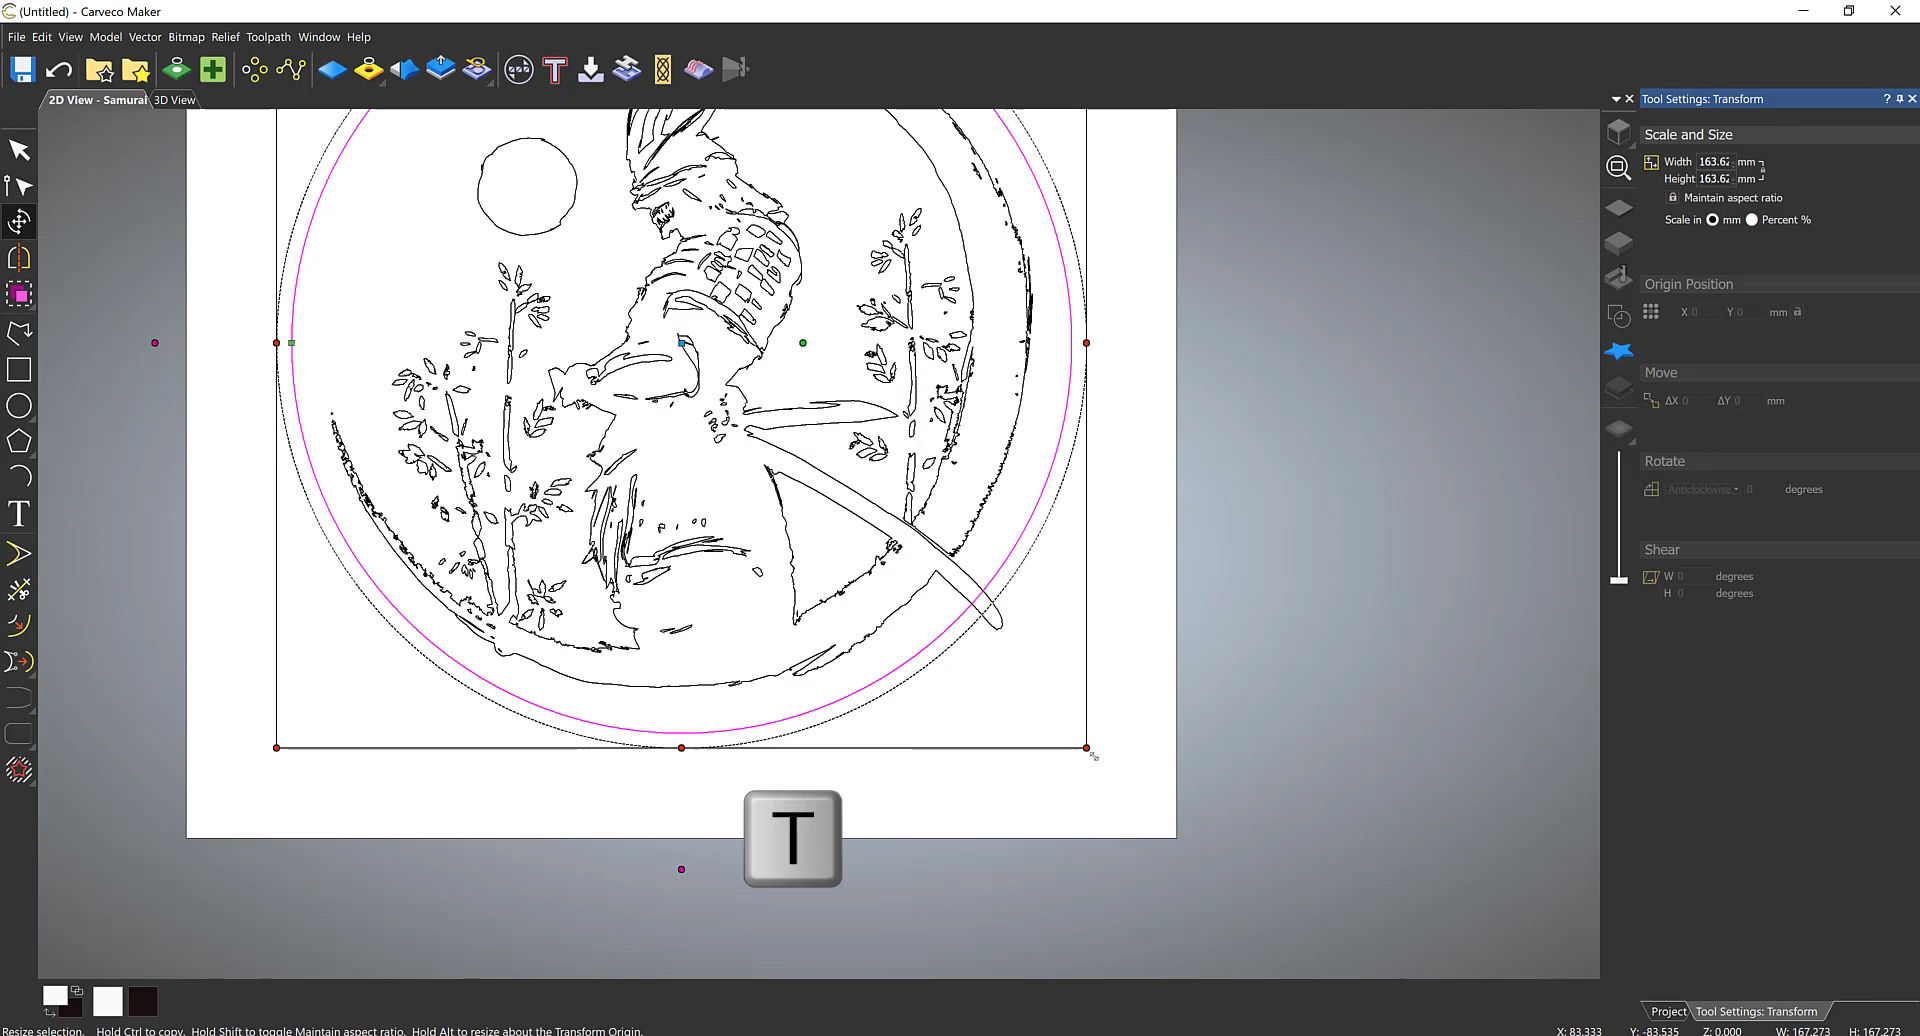 (Untitled) - Carveco Maker
File Edit View Model Vector Bitmap Relief Toolpath Window Help
2D View - Samurai 3D View
Tool Settings: Transform
Scale and Size
Width 163.62 mm
Height 163.62 mm
Maintain aspect ratio
Scale in mm Percent %
Origin Position
X 0 Y 0 mm
Move
ΔX 0 ΔY 0 mm
Rotate
Anticlockwise 0 degrees
Shear
W 0 degrees
H 0 degrees
T
T
Project Tool Settings: Transform
Resize selection. Hold Ctrl to copy. Hold Shift to toggle Maintain aspect ratio. Hold Alt to resize about the Transform Origin.
X: 83.333 Y: -83.535 Z: 0.000 W: 167.273 H: 167.273